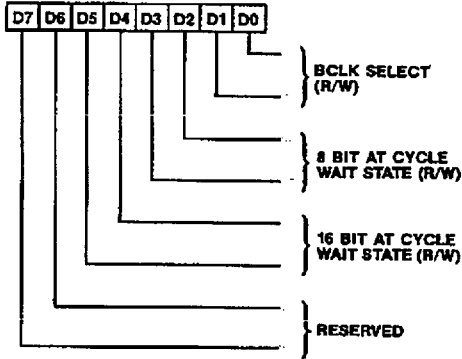 D7 D6 D5 D4 D3 D2 D1 D0
BCLK SELECT
(R/W)
8 BIT AT CYCLE
WAIT STATE (R/W)
16 BIT AT CYCLE
WAIT STATE (R/W)
RESERVED